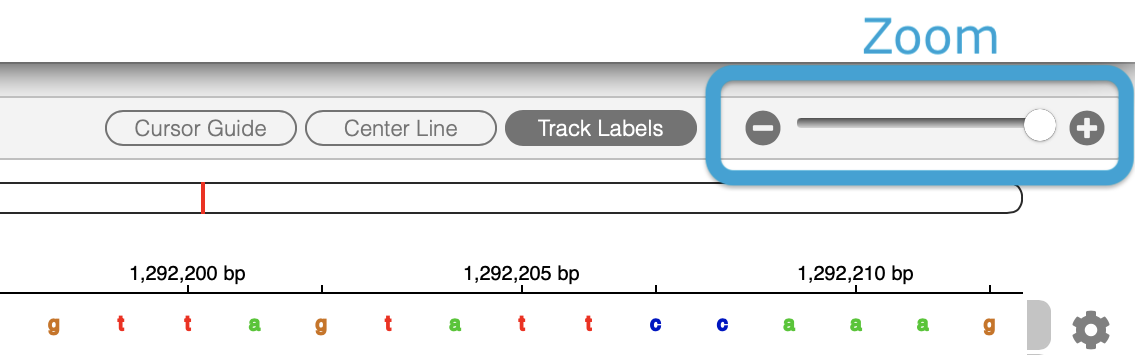 Zoom
Cursor Guide Center Line Track Labels
1,292,200 bp 1,292,205 bp 1,292,210 bp
g t t a g t a t t c c a a a g